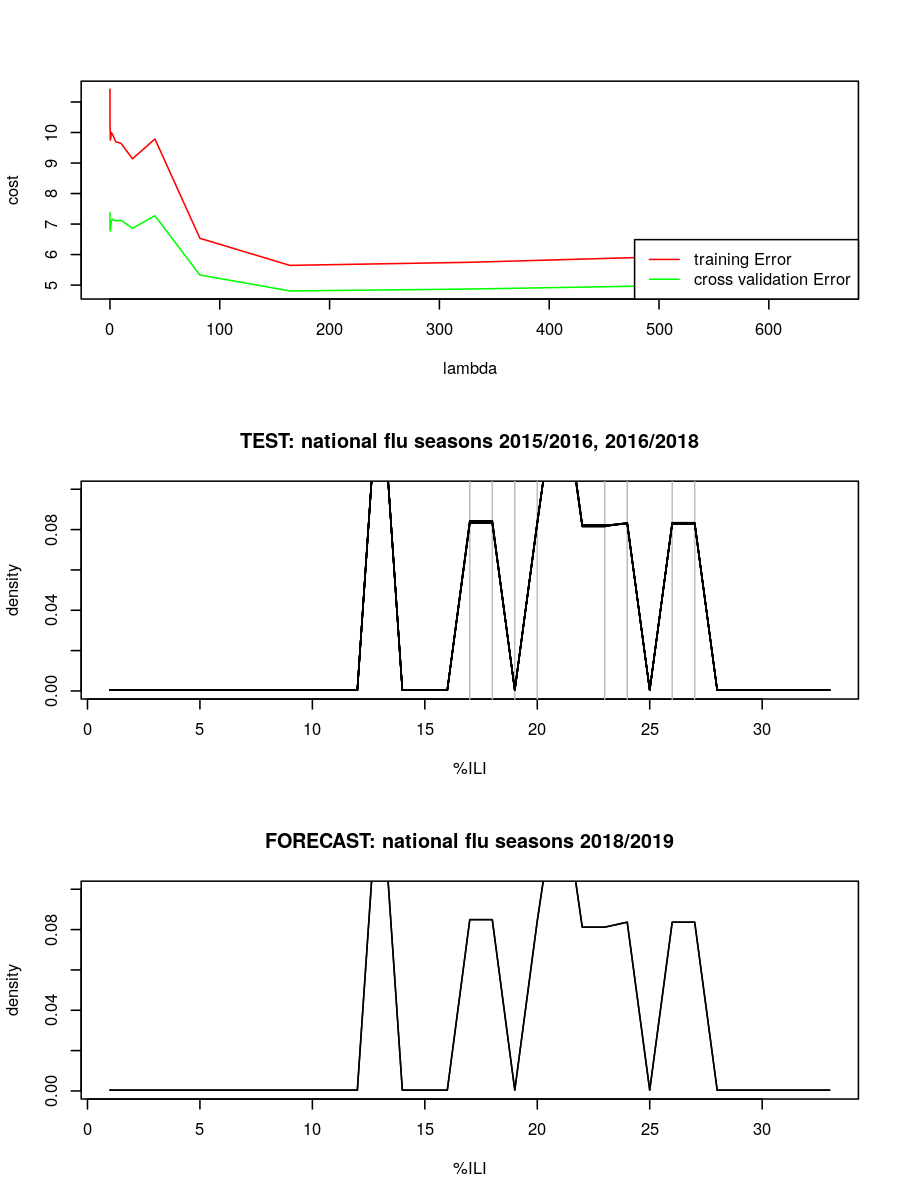 cost
5 6 7 8 9 10
training Error
cross validation Error
0 100 200 300 400 500 600
lambda
TEST: national flu seasons 2015/2016, 2016/2018
density
0.00 0.04 0.08
0 5 10 15 20 25 30
%ILI
FORECAST: national flu seasons 2018/2019
density
0.00 0.04 0.08
0 5 10 15 20 25 30
%ILI